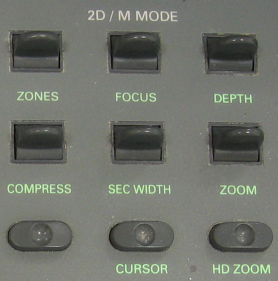 2D / M MODE
ZONES FOCUS DEPTH
COMPRESS SEC WIDTH ZOOM
CURSOR HD ZOOM